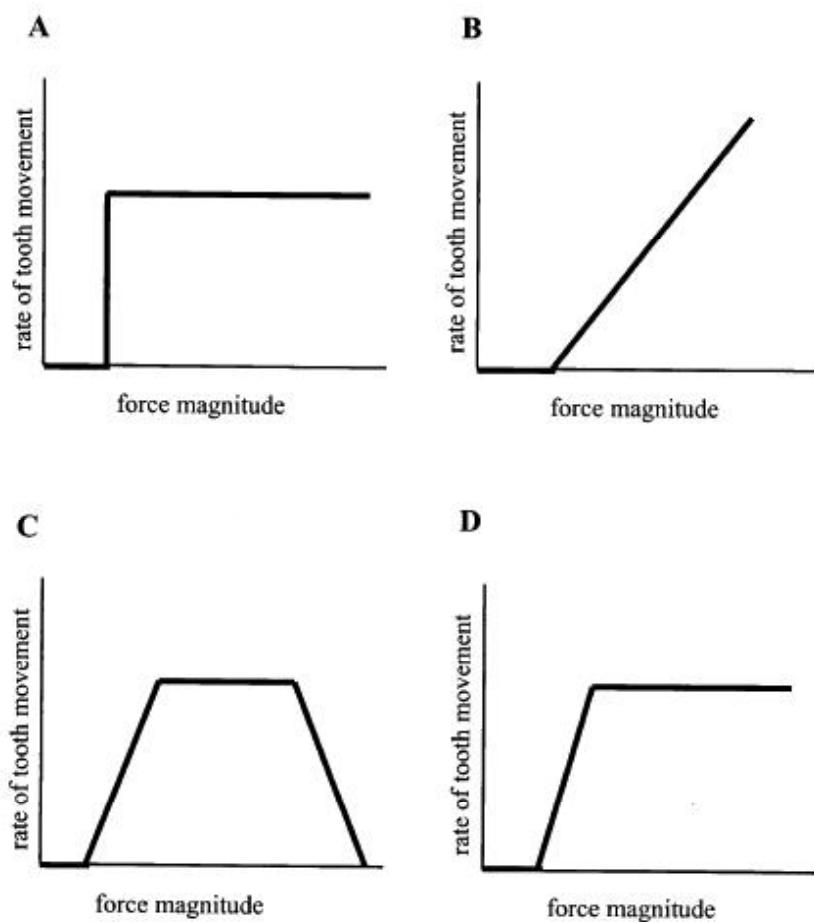 A
B
rate of tooth movement
rate of tooth movement
force magnitude
force magnitude
C
D
rate of tooth movement
rate of tooth movement
force magnitude
force magnitude